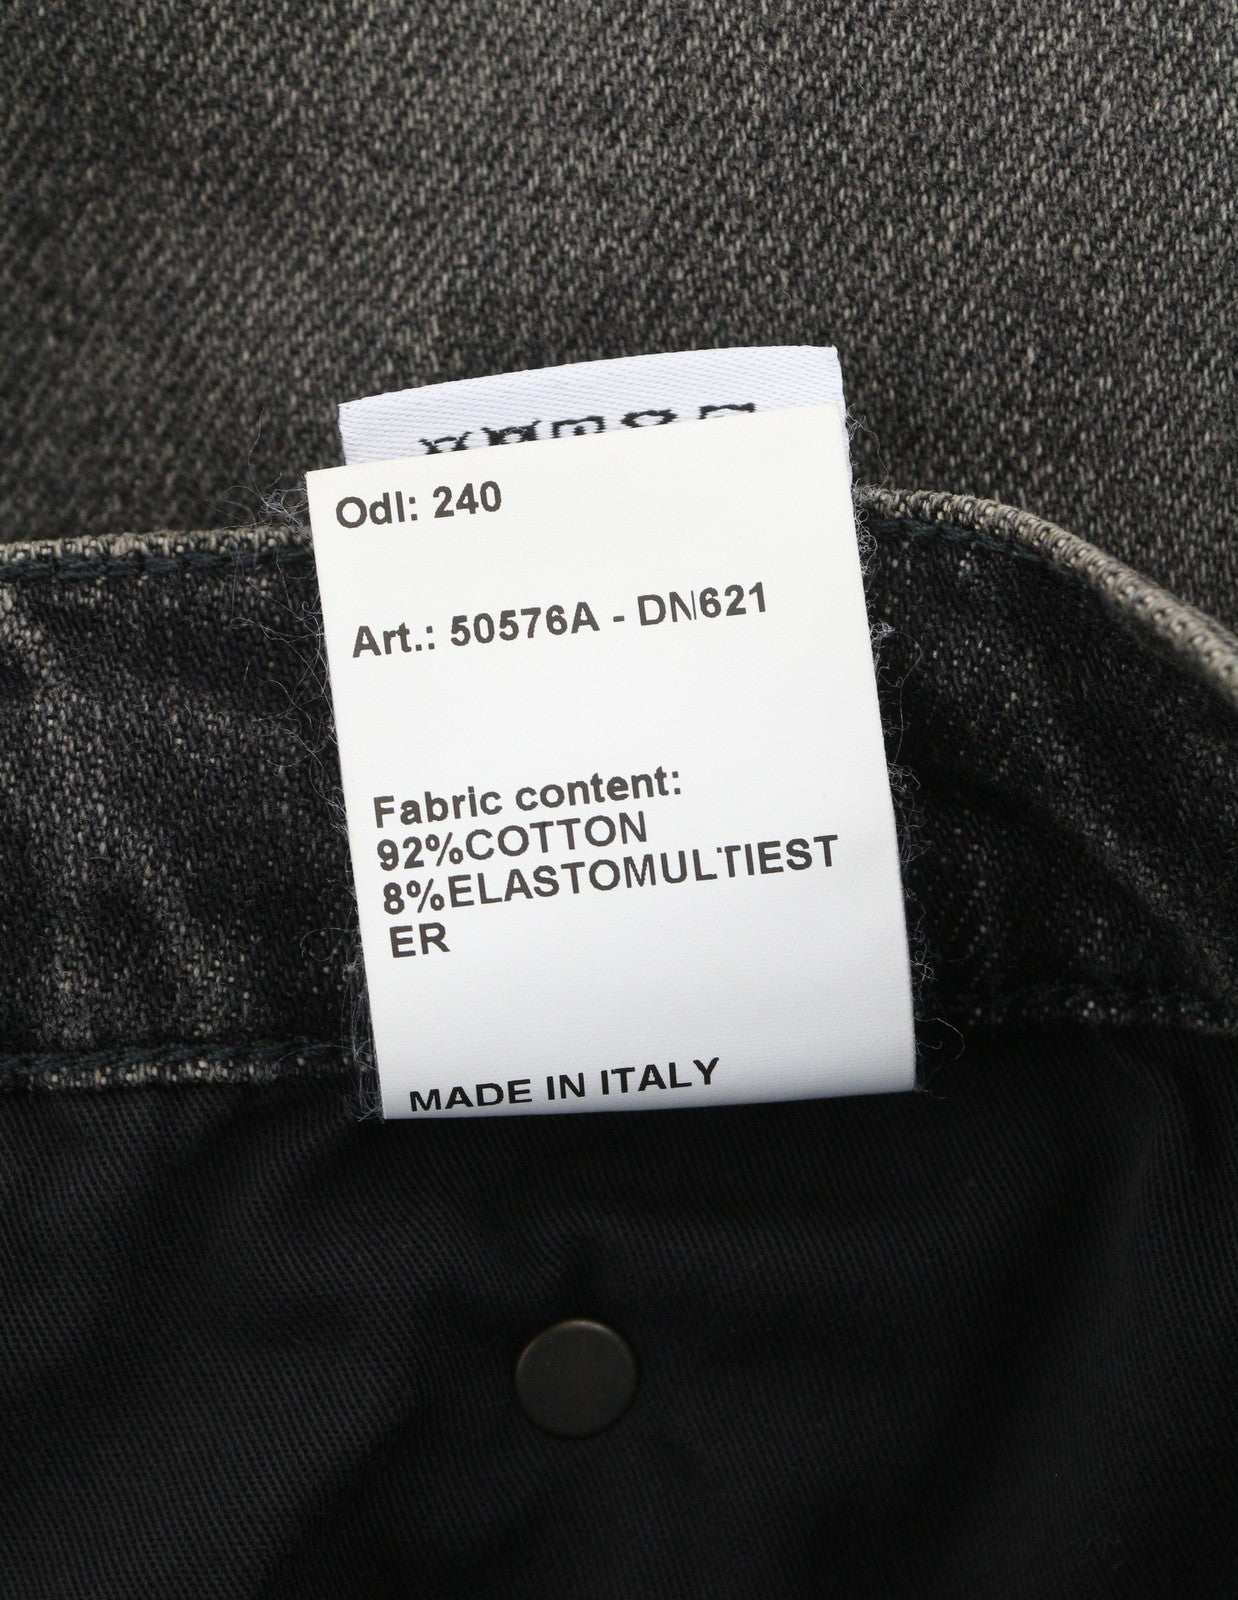 Odl: 240
Art.: 50576A - DN621
Fabric content:
92%COTTON
8%ELASTOMULTIEST
ER
MADE IN ITALY